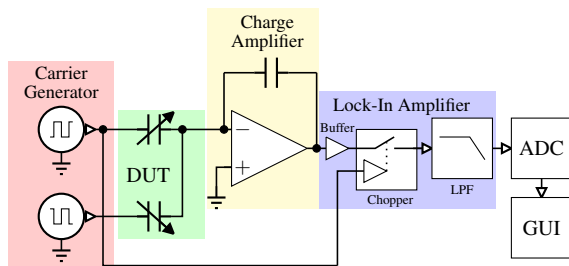 Charge
Amplifier
Carrier
Generator
Lock-In Amplifier
Buffer
DUT
Chopper
LPF
ADC
GUI